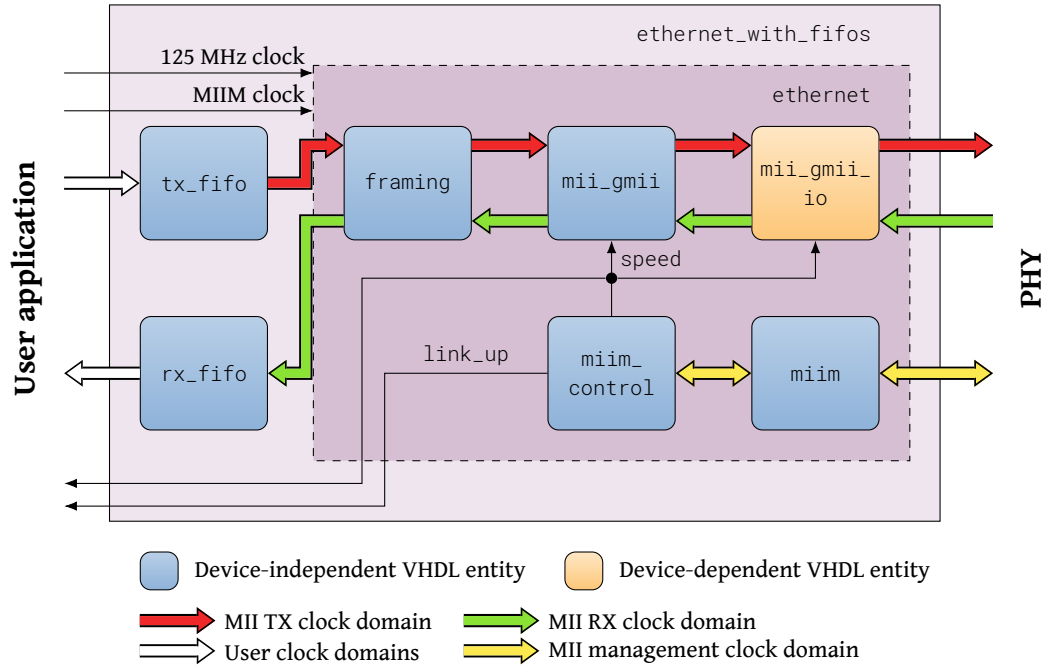 ethernet_with_fifos
125 MHz clock
MIIM clock
ethernet
User application
tx_fifo
framing
mii_gmii
mii_gmii_
io
speed
PHY
rx_fifo
link_up
miim_
control
miim
Device-independent VHDL entity
Device-dependent VHDL entity
MII TX clock domain
MII RX clock domain
User clock domains
MII management clock domain